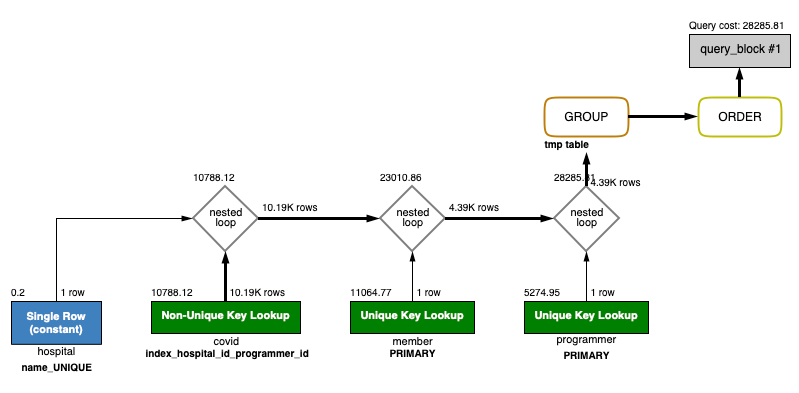 Query cost: 28285.81
query_block #1
GROUP
ORDER
tmp table
10788.12
23010.86
28285.81
4.39K rows
nested
loop
10.19K rows
nested
loop
4.39K rows
nested
loop
0.2
1 row
10788.12
10.19K rows
11064.77
1 row
5274.95
1 row
Single Row
(constant)
Non-Unique Key Lookup
Unique Key Lookup
Unique Key Lookup
hospital
covid
member
programmer
name_UNIQUE
index_hospital_id_programmer_id
PRIMARY
PRIMARY